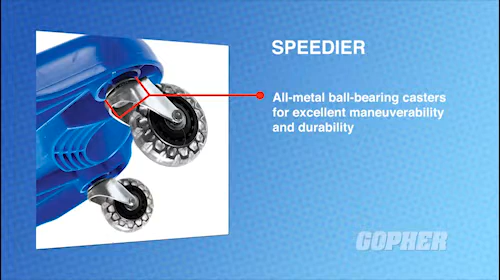 SPEEDIER
All-metal ball-bearing casters
for excellent maneuverability
and durability
GOPHER